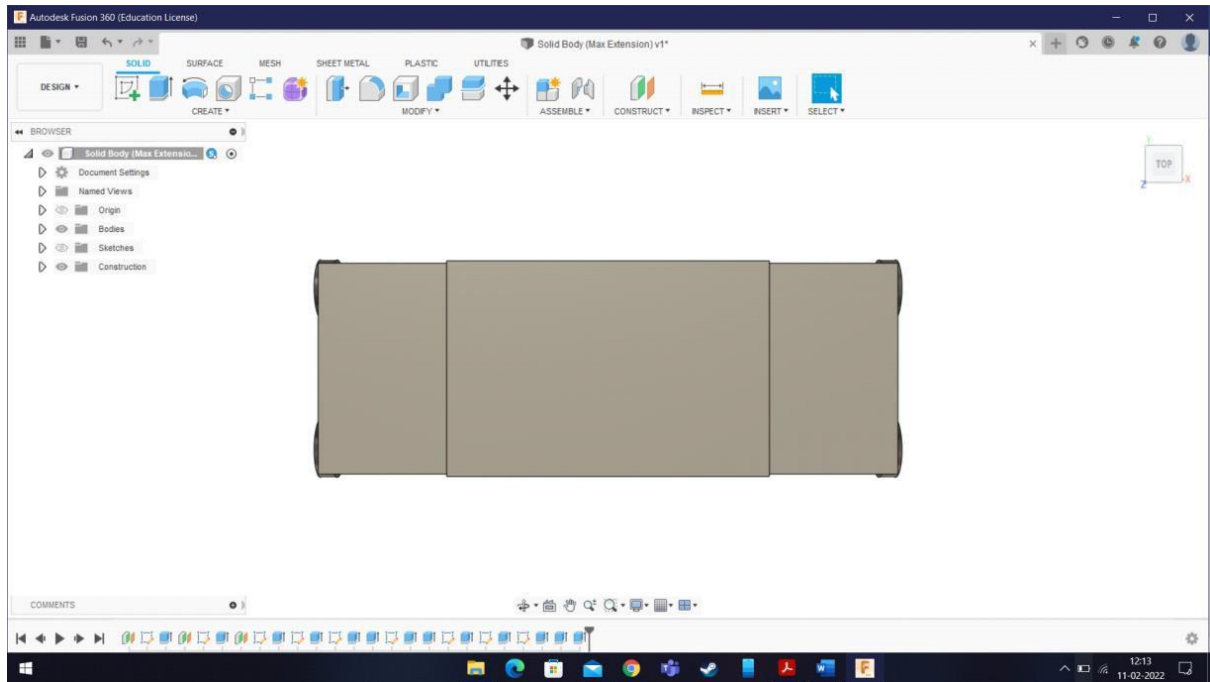 Autodesk Fusion 360 (Education License)
Solid Body (Max Extension) v1*
SOLID SURFACE MESH SHEET METAL PLASTIC UTILITIES
DESIGN
CREATE MODIFY ASSEMBLE CONSTRUCT INSPECT INSERT SELECT
BROWSER
Solid Body (Max Extensio...
Document Settings
Named Views
Origin
Bodies
Sketches
Construction
TOP
X
Z
COMMENTS
12:13
11-02-2022